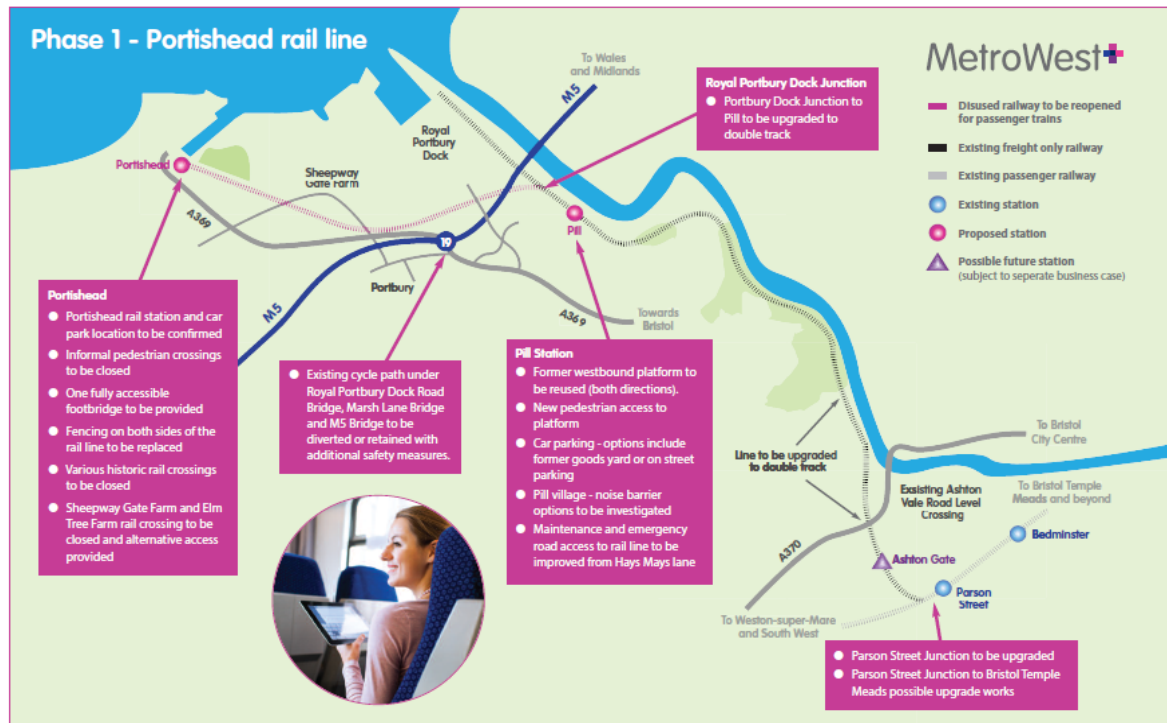 Phase 1 - Portishead rail line
MetroWest
Disused railway to be reopened
for passenger trains
Existing freight only railway
Existing passenger railway
Existing station
Proposed station
Possible future station
(subject to seperate business case)
To Wales
and Midlands
M5
Royal
Portbury
Dock
Royal Portbury Dock Junction
Portbury Dock Junction to
Pill to be upgraded to
double track
Portishead
Sheepway
Gate Farm
A369
19
Pill
Portbury
M5
A369
Towards
Bristol
Portishead
Portishead rail station and car
park location to be confirmed
Informal pedestrian crossings
to be closed
One fully accessible
footbridge to be provided
Fencing on both sides of the
rail line to be replaced
Various historic rail crossings
to be closed
Sheepway Gate Farm and Elm
Tree Farm rail crossing to be
closed and alternative access
provided
Existing cycle path under
Royal Portbury Dock Road
Bridge, Marsh Lane Bridge
and M5 Bridge to be
diverted or retained with
additional safety measures.
Pill Station
Former westbound platform to
be reused (both directions).
New pedestrian access to
platform
Car parking - options include
former goods yard or on street
parking
Pill village - noise barrier
options to be investigated
Maintenance and emergency
road access to rail line to be
improved from Hays Mays lane
Line to be upgraded
to double track
To Bristol
City Centre
Exsisting Ashton
Vale Road Level
Crossing
To Bristol Temple
Meads and beyond
Bedminster
A370
Ashton Gate
Parson
Street
To Weston-super-Mare
and South West
Parson Street Junction to be upgraded
Parson Street Junction to Bristol Temple
Meads possible upgrade works